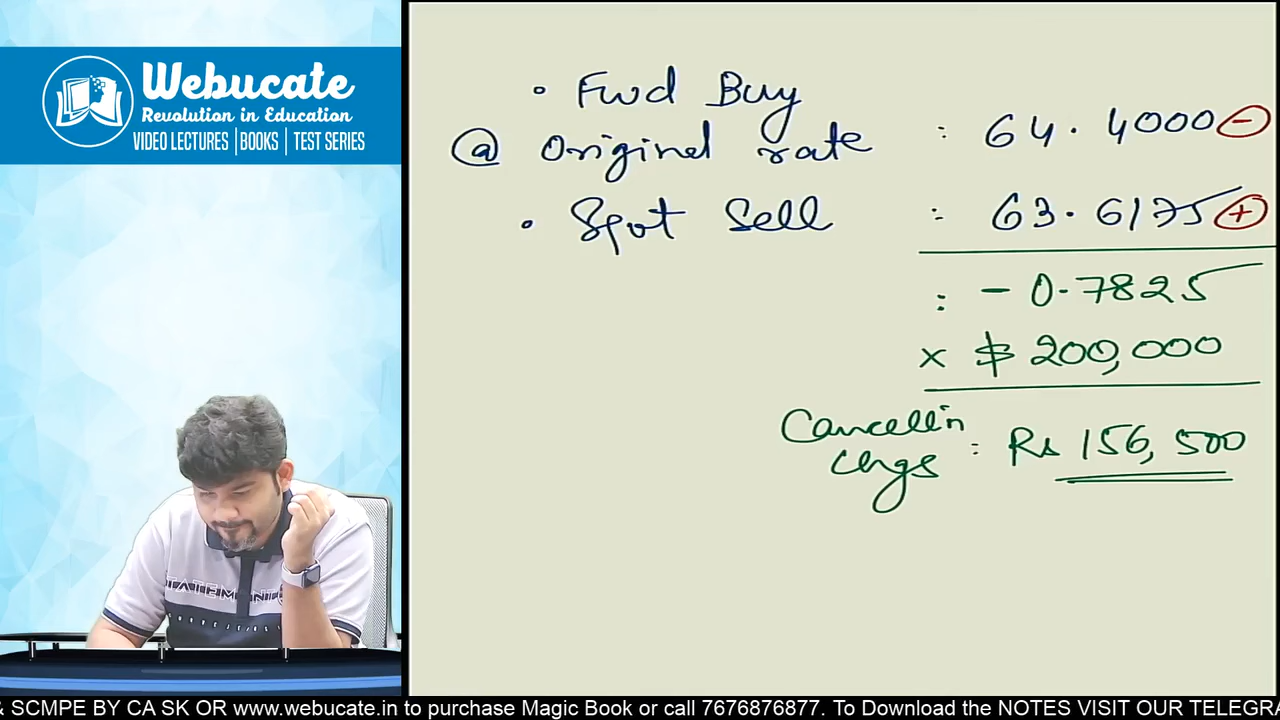 Webucate
Revolution in Education
VIDEO LECTURES | BOOKS | TEST SERIES
• Fwd Buy
@ Original rate : 64.4000 -
• Spot Sell : 63.6175 +
: - 0.7825
x $ 200,000
Cancell'n
chgs : Rs 156,500
TATEMENT
& SCMPE BY CA SK OR www.webucate.in to purchase Magic Book or call 7676876877. To Download the NOTES VISIT OUR TELEGRA